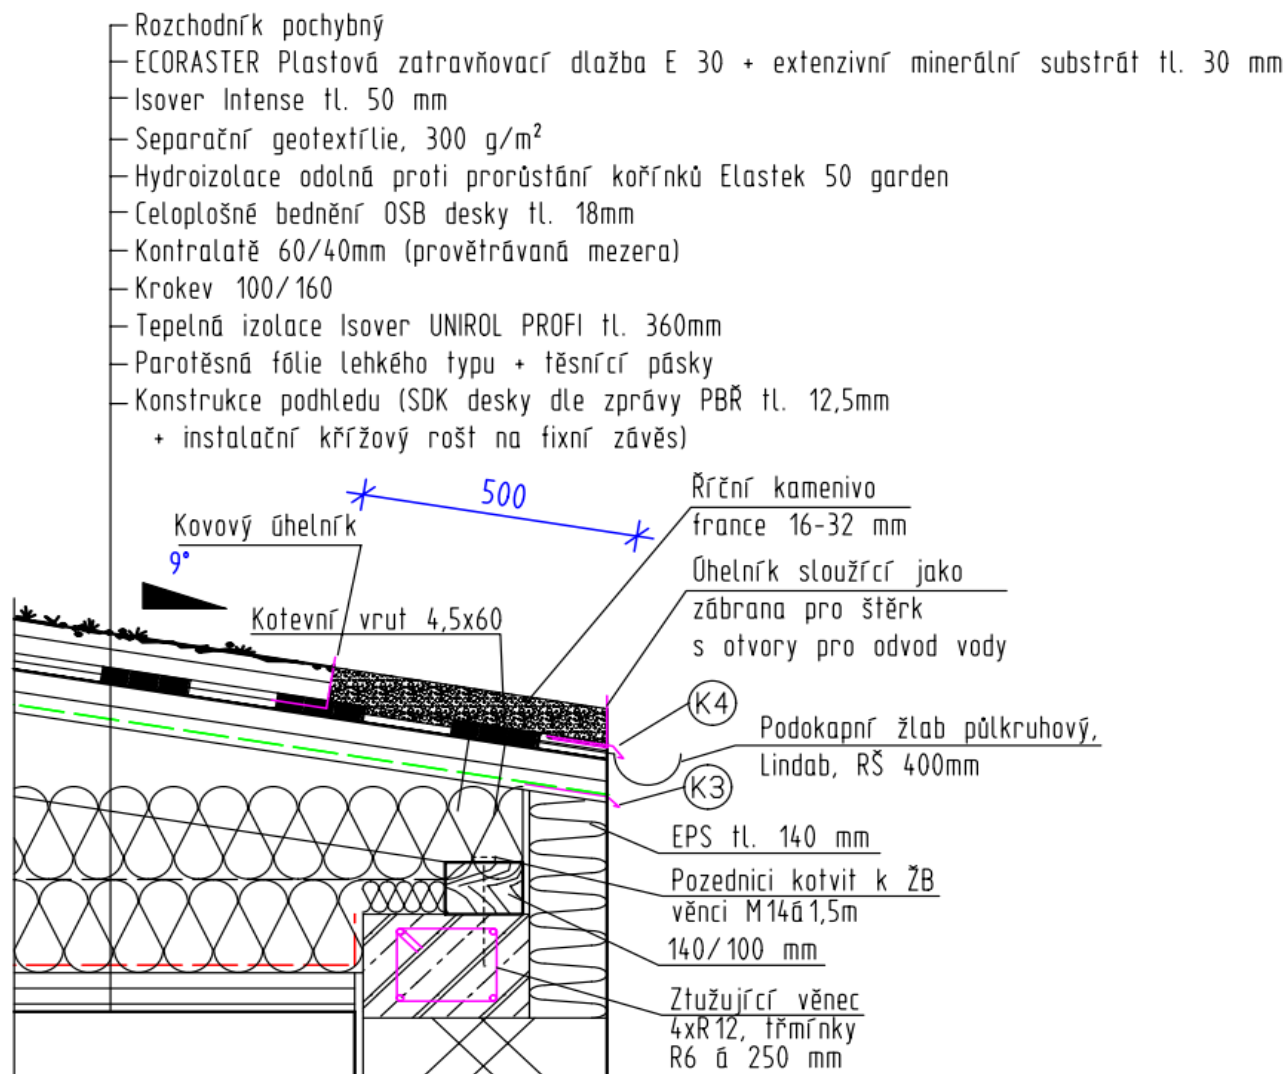 Rozchodník pochybný
ECORASTER Plastová zatravňovací dlažba E 30 + extenzivní minerální substrát tl. 30 mm
Isover Intense tl. 50 mm
Separační geotextílie, 300 g/m²
Hydroizolace odolná proti prorůstání kořínků Elastek 50 garden
Celoplošné bednění OSB desky tl. 18mm
Kontralatě 60/40mm (provětrávaná mezera)
Krokev 100/160
Tepelná izolace Isover UNIROL PROFI tl. 360mm
Parotěsná fólie lehkého typu + těsnící pásky
Konstrukce podhledu (SDK desky dle zprávy PBŘ tl. 12,5mm
+ instalační křížový rošt na fixní závěs)
500
Říční kamenivo
france 16-32 mm
Kovový úhelník
9°
Úhelník sloužící jako
zábrana pro štěrk
s otvory pro odvod vody
Kotevní vrut 4,5x60
K4
Podokapní žlab půlkruhový,
Lindab, RŠ 400mm
K3
EPS tl. 140 mm
Pozednici kotvit k ŽB
věnci M14á1,5m
140/100 mm
Ztužující věnec
4xR12, třmínky
R6 á 250 mm